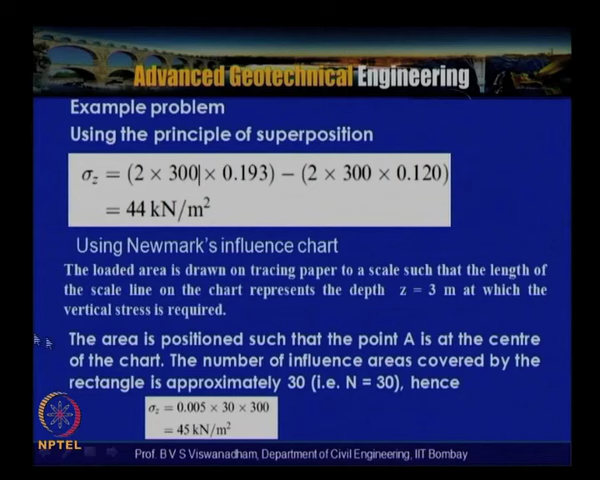 Advanced Geotechnical Engineering
Example problem
Using the principle of superposition
σz = (2 × 300 × 0.193) − (2 × 300 × 0.120)
= 44 kN/m²
Using Newmark's influence chart
The loaded area is drawn on tracing paper to a scale such that the length of
the scale line on the chart represents the depth z = 3 m at which the
vertical stress is required.
The area is positioned such that the point A is at the centre
of the chart. The number of influence areas covered by the
rectangle is approximately 30 (i.e. N = 30), hence
σz = 0.005 × 30 × 300
= 45 kN/m²
NPTEL
Prof. B V S Viswanadham, Department of Civil Engineering, IIT Bombay